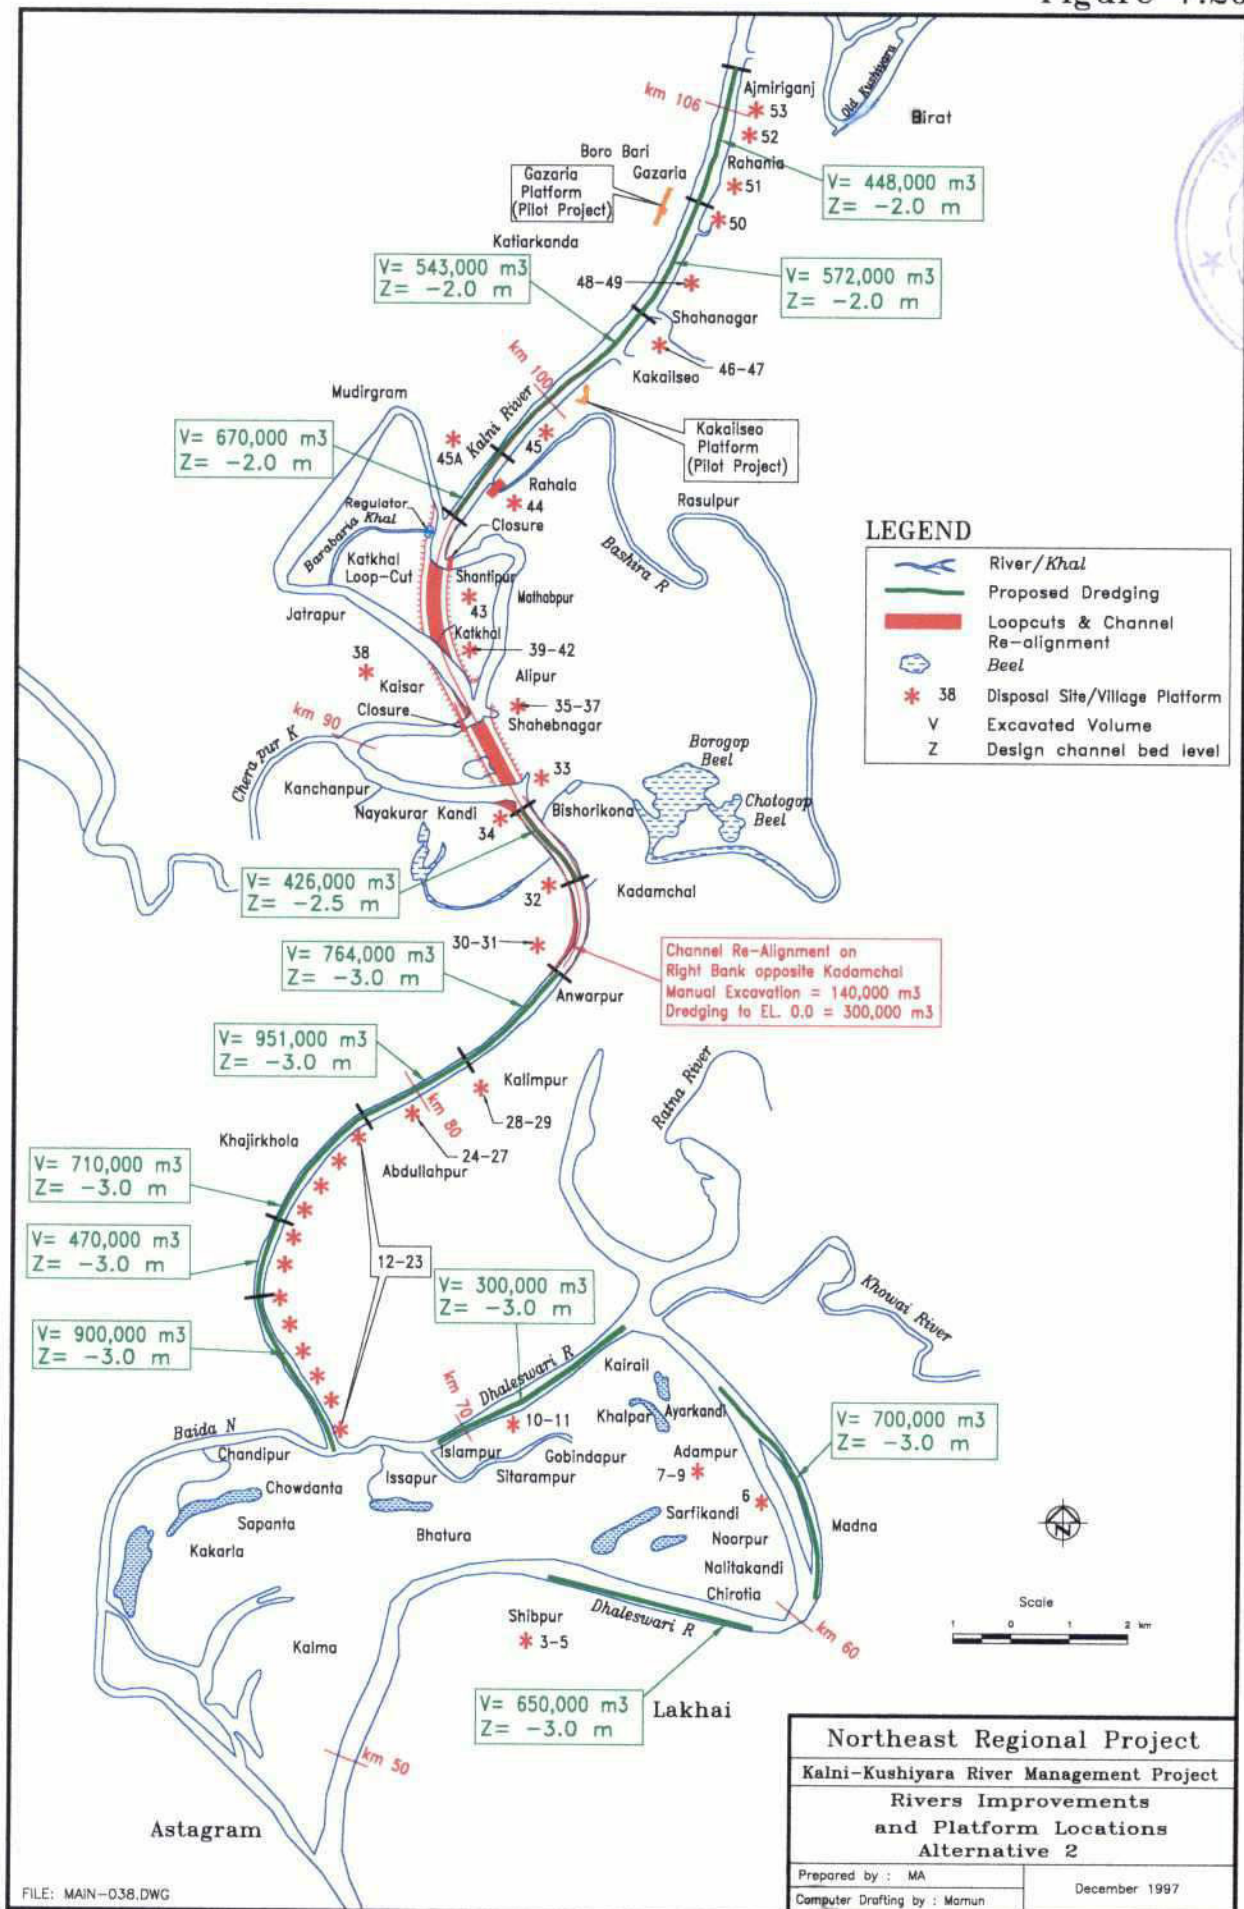 Ajmiriganj
km 106
53
52
Old Kushiyara
Birat
Boro Bari
Gazaria
Rahania
51
Gazaria
Platform
(Pilot Project)
V= 448,000 m3
Z= -2.0 m
50
Katiarkanda
V= 543,000 m3
Z= -2.0 m
48-49
V= 572,000 m3
Z= -2.0 m
Shahanagar
46-47
Kakailseo
km 100
Mudirgram
Kalni River
V= 670,000 m3
Z= -2.0 m
45A
45
Kakailseo
Platform
(Pilot Project)
Rahala
44
Rasulpur
Regulator
Closure
Barabaria Khal
Katkhal
Loop-Cut
Shantipur
Bashira R
Mathabpur
43
Jatrapur
Katkhal
39-42
38
Kaisar
Alipur
35-37
Closure
Shahebnagar
km 90
Cherapur K
Borogop
Beel
33
Kanchanpur
Bishorikona
Chotogop
Beel
Nayakurar Kandi
34
LEGEND
River/Khal
Proposed Dredging
Loopcuts & Channel
Re-alignment
Beel
38 Disposal Site/Village Platform
V Excavated Volume
Z Design channel bed level
V= 426,000 m3
Z= -2.5 m
32
Kadamchal
V= 764,000 m3
Z= -3.0 m
30-31
Channel Re-Alignment on
Right Bank opposite Kadamchal
Manual Excavation = 140,000 m3
Dredging to EL. 0.0 = 300,000 m3
Anwarpur
V= 951,000 m3
Z= -3.0 m
Kalimpur
Ratna River
28-29
km 80
Khajirkhola
24-27
Abdullahpur
V= 710,000 m3
Z= -3.0 m
V= 470,000 m3
Z= -3.0 m
12-23
V= 300,000 m3
Z= -3.0 m
Khowai River
V= 900,000 m3
Z= -3.0 m
Dhaleswari R
Kairail
km 70
10-11
Khalpar
Ayarkandi
V= 700,000 m3
Z= -3.0 m
Baida N
Chandipur
Islampur
Gobindapur
Adampur
Issapur
Sitarampur
7-9
Chowdanta
6
Sapanta
Bhatura
Sarfikandi
Noorpur
Madna
Kakarla
Nalitakandi
Chirotia
Dhaleswari R
Shibpur
3-5
km 60
Kalma
Scale
1 0 1 2 km
V= 650,000 m3
Z= -3.0 m
Lakhai
km 50
Astagram
Northeast Regional Project
Kalni-Kushiyara River Management Project
Rivers Improvements
and Platform Locations
Alternative 2
Prepared by : MA
December 1997
Computer Drafting by : Mamun
FILE: MAIN-038.DWG